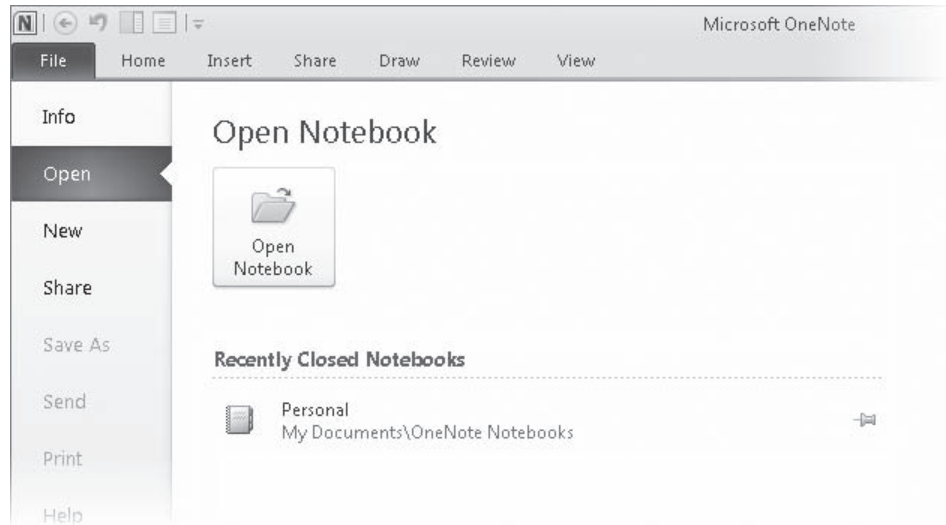 N
Microsoft OneNote
File Home Insert Share Draw Review View
Info
Open
New
Share
Save As
Send
Print
Help
Open Notebook
Open
Notebook
Recently Closed Notebooks
Personal
My Documents\OneNote Notebooks